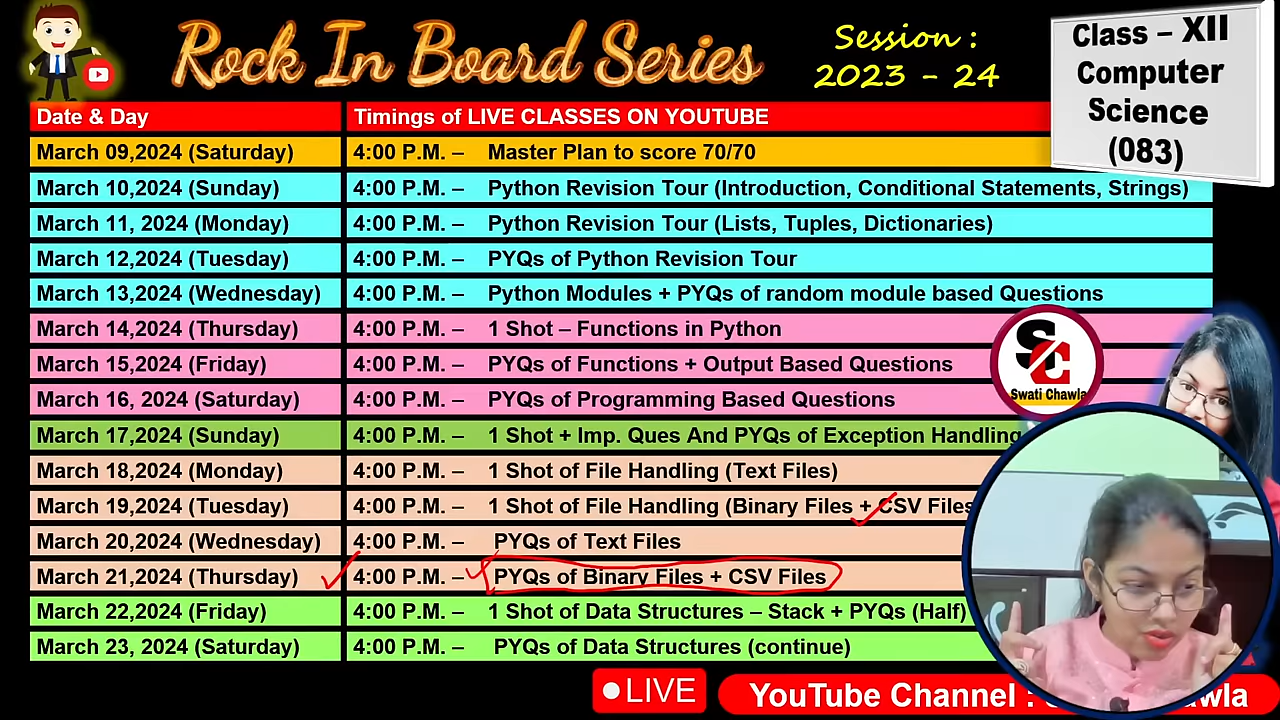 Rock In Board Series
Session :
2023 - 24
Class – XII
Computer
Science
(083)
Date & Day Timings of LIVE CLASSES ON YOUTUBE
March 09,2024 (Saturday) 4:00 P.M. – Master Plan to score 70/70
March 10,2024 (Sunday) 4:00 P.M. – Python Revision Tour (Introduction, Conditional Statements, Strings)
March 11, 2024 (Monday) 4:00 P.M. – Python Revision Tour (Lists, Tuples, Dictionaries)
March 12,2024 (Tuesday) 4:00 P.M. – PYQs of Python Revision Tour
March 13,2024 (Wednesday) 4:00 P.M. – Python Modules + PYQs of random module based Questions
March 14,2024 (Thursday) 4:00 P.M. – 1 Shot – Functions in Python
March 15,2024 (Friday) 4:00 P.M. – PYQs of Functions + Output Based Questions
March 16, 2024 (Saturday) 4:00 P.M. – PYQs of Programming Based Questions
SC
Swati Chawla
March 17,2024 (Sunday) 4:00 P.M. – 1 Shot + Imp. Ques And PYQs of Exception Handling
March 18,2024 (Monday) 4:00 P.M. – 1 Shot of File Handling (Text Files)
March 19,2024 (Tuesday) 4:00 P.M. – 1 Shot of File Handling (Binary Files + CSV Files
March 20,2024 (Wednesday) 4:00 P.M. – PYQs of Text Files
March 21,2024 (Thursday) 4:00 P.M. – PYQs of Binary Files + CSV Files
March 22,2024 (Friday) 4:00 P.M. – 1 Shot of Data Structures – Stack + PYQs (Half)
March 23, 2024 (Saturday) 4:00 P.M. – PYQs of Data Structures (continue)
LIVE
YouTube Channel :